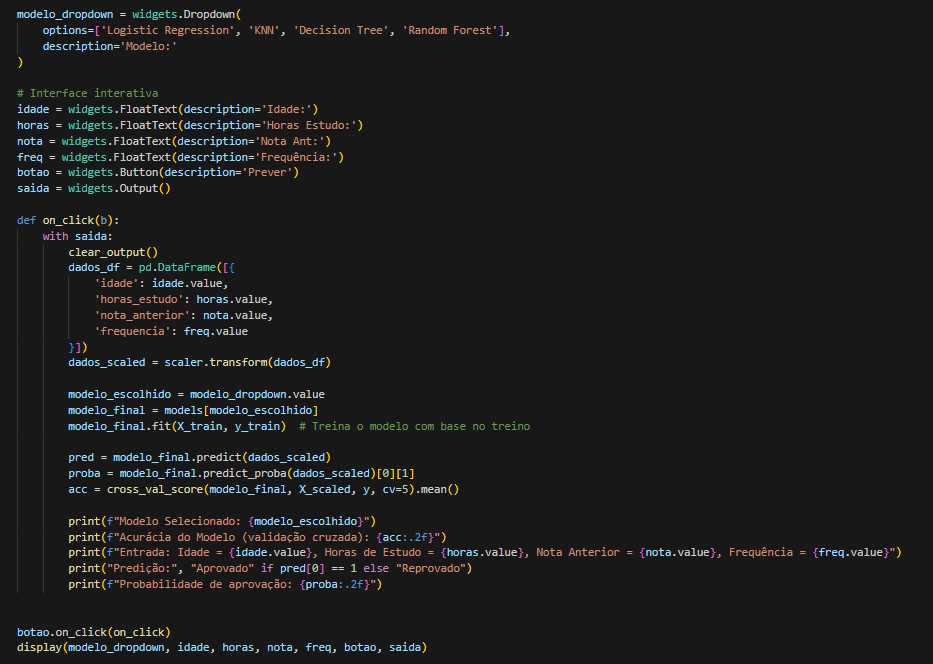 modelo_dropdown = widgets.Dropdown(
    options=['Logistic Regression', 'KNN', 'Decision Tree', 'Random Forest'],
    description='Modelo:'
)

# Interface interativa
idade = widgets.FloatText(description='Idade:')
horas = widgets.FloatText(description='Horas Estudo:')
nota = widgets.FloatText(description='Nota Ant:')
freq = widgets.FloatText(description='Frequência:')
botao = widgets.Button(description='Prever')
saida = widgets.Output()

def on_click(b):
    with saida:
        clear_output()
        dados_df = pd.DataFrame([{
            'idade': idade.value,
            'horas_estudo': horas.value,
            'nota_anterior': nota.value,
            'frequencia': freq.value
        }])
        dados_scaled = scaler.transform(dados_df)

        modelo_escolhido = modelo_dropdown.value
        modelo_final = models[modelo_escolhido]
        modelo_final.fit(X_train, y_train)  # Treina o modelo com base no treino

        pred = modelo_final.predict(dados_scaled)
        proba = modelo_final.predict_proba(dados_scaled)[0][1]
        acc = cross_val_score(modelo_final, X_scaled, y, cv=5).mean()

        print(f"Modelo Selecionado: {modelo_escolhido}")
        print(f"Acurácia do Modelo (validação cruzada): {acc:.2f}")
        print(f"Entrada: Idade = {idade.value}, Horas de Estudo = {horas.value}, Nota Anterior = {nota.value}, Frequência = {freq.value}")
        print("Predição:", "Aprovado" if pred[0] == 1 else "Reprovado")
        print(f"Probabilidade de aprovação: {proba:.2f}")


botao.on_click(on_click)
display(modelo_dropdown, idade, horas, nota, freq, botao, saida)